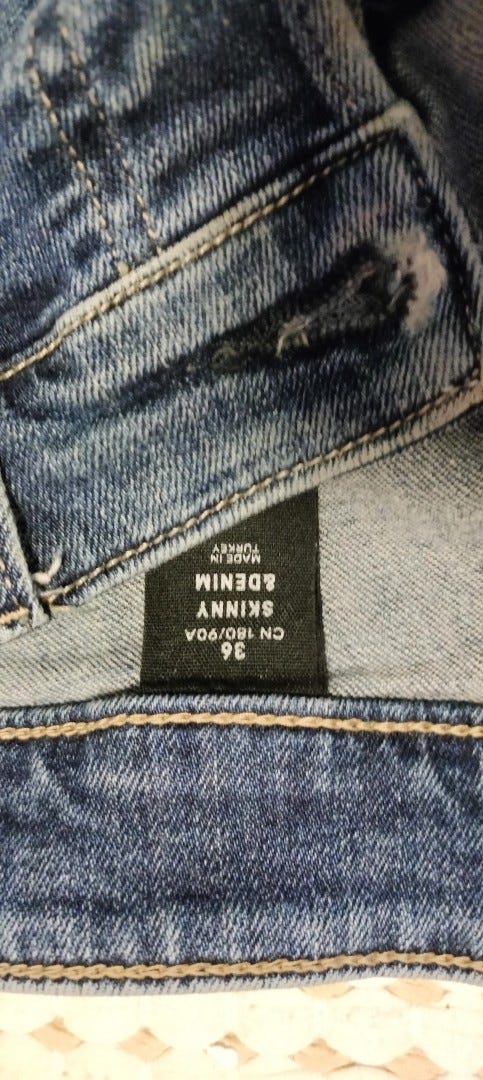 36
CN 180/90A
SKINNY
&DENIM
MADE IN
TURKEY